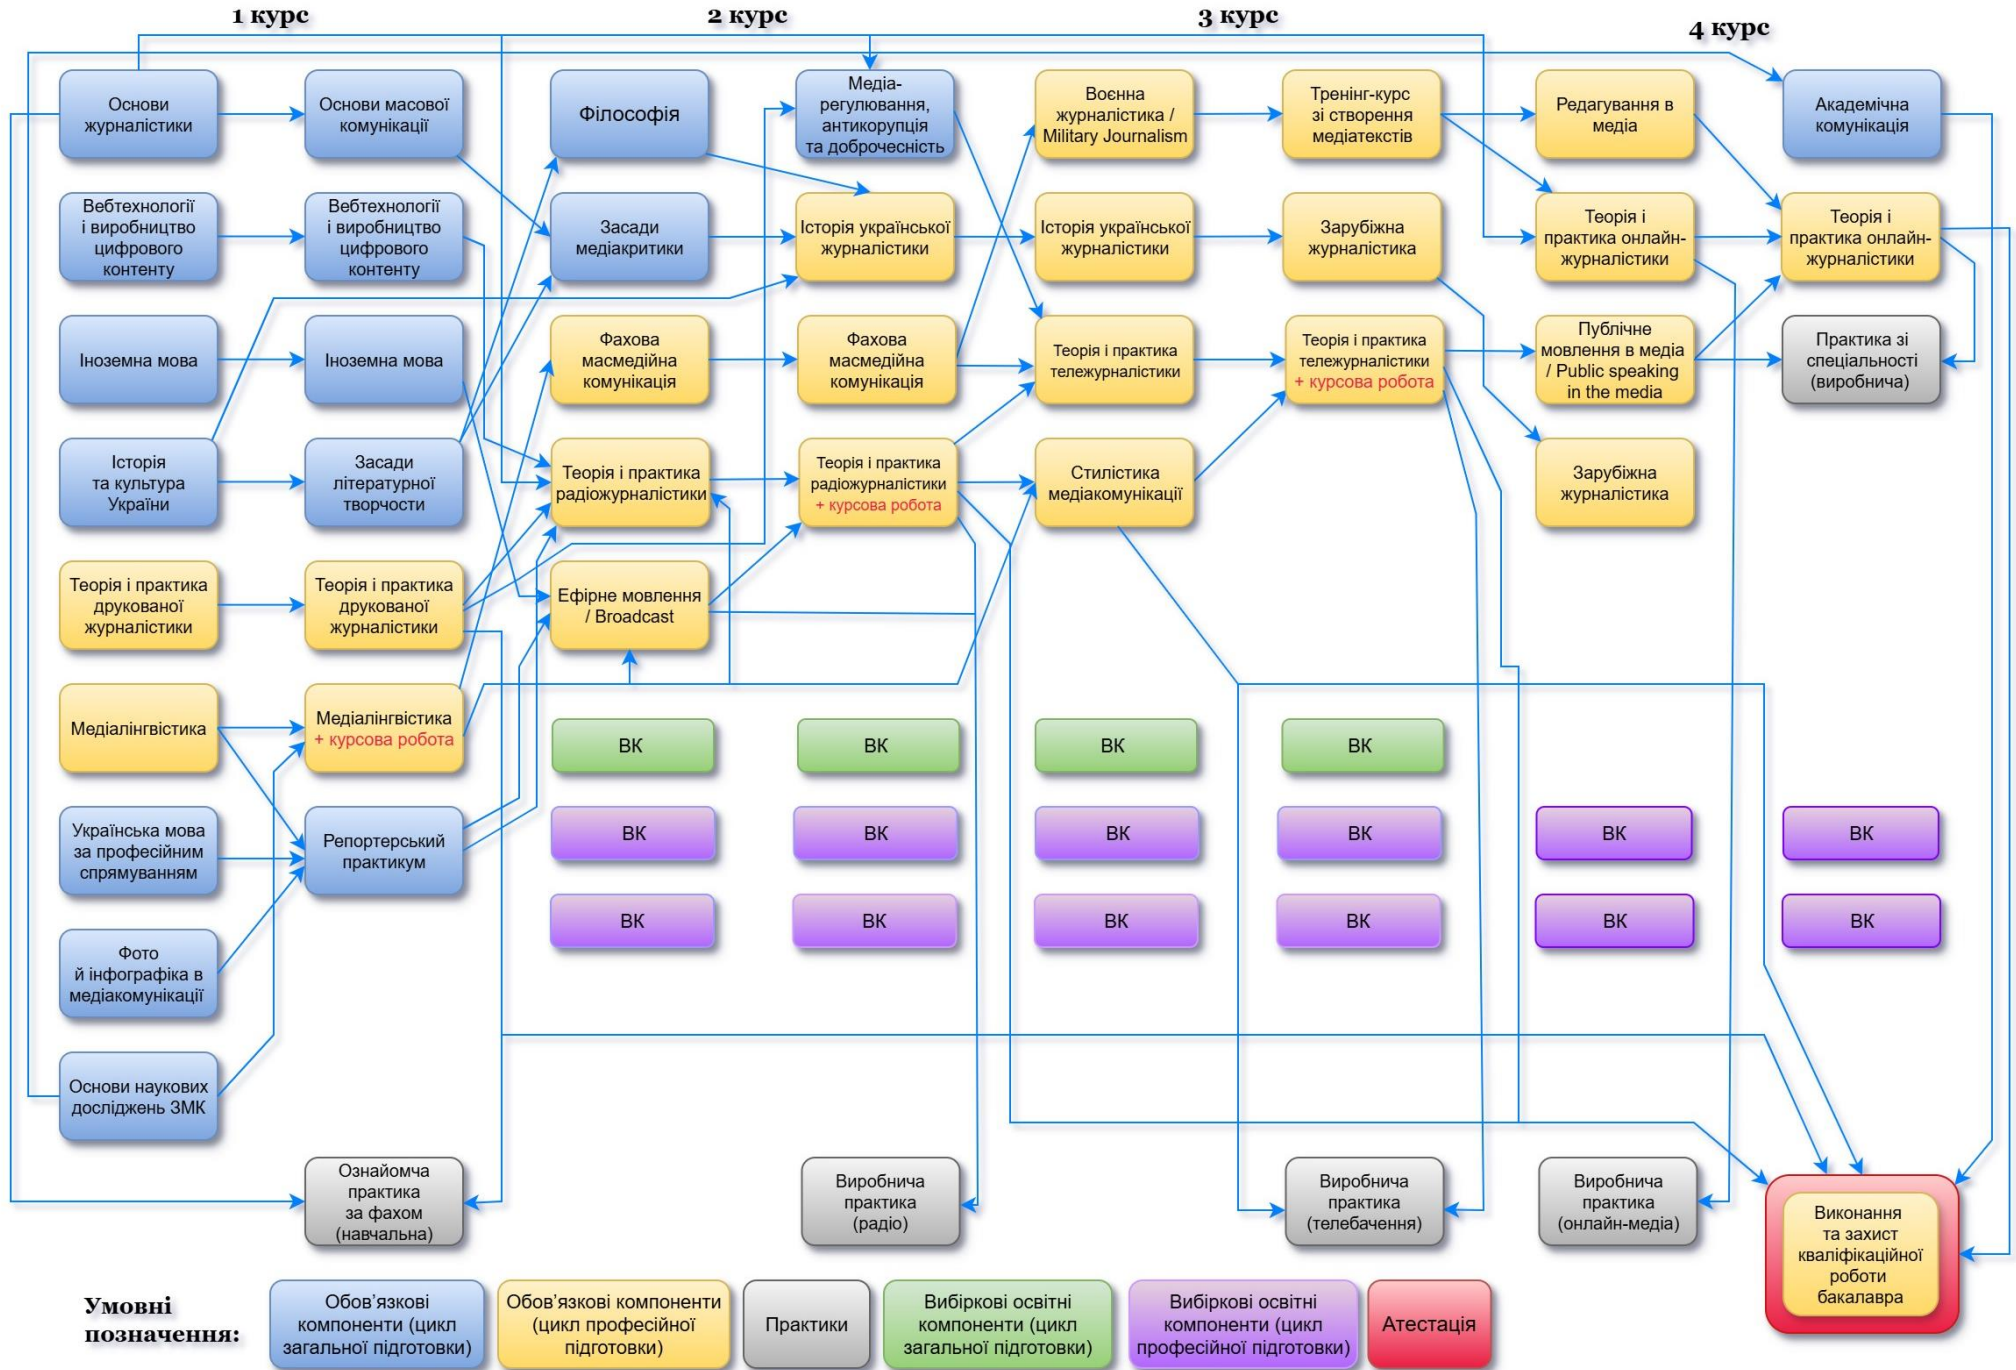 1 курс
2 курс
3 курс
4 курс
Основи
журналістики
Основи масової
комунікації
Філософія
Медіа-
регулювання,
антикорупція
та доброчесність
Воєнна
журналістика /
Military Journalism
Тренінг-курс
зі створення
медіатекстів
Редагування в
медіа
Академічна
комунікація
Вебтехнології
і виробництво
цифрового
контенту
Вебтехнології
і виробництво
цифрового
контенту
Засади
медіакритики
Історія української
журналістики
Історія української
журналістики
Зарубіжна
журналістика
Теорія і
практика онлайн-
журналістики
Теорія і
практика онлайн-
журналістики
Іноземна мова
Іноземна мова
Фахова
масмедійна
комунікація
Фахова
масмедійна
комунікація
Теорія і практика
тележурналістики
Теорія і практика
тележурналістики
+ курсова робота
Публічне
мовлення в медіа
/ Public speaking
in the media
Практика зі
спеціальності
(виробнича)
Історія
та культура
України
Засади
літературної
творчости
Теорія і практика
радіожурналістики
Теорія і практика
радіожурналістики
+ курсова робота
Стилістика
медіакомунікації
Зарубіжна
журналістика
Теорія і практика
друкованої
журналістики
Теорія і практика
друкованої
журналістики
Ефірне мовлення
/ Broadcast
Медіалінгвістика
Медіалінгвістика
+ курсова робота
ВК
ВК
ВК
ВК
Українська мова
за професійним
спрямуванням
Репортерський
практикум
ВК
ВК
ВК
ВК
ВК
ВК
Фото
й інфографіка в
медіакомунікації
ВК
ВК
ВК
ВК
ВК
ВК
Основи наукових
досліджень ЗМК
Ознайомча
практика
за фахом
(навчальна)
Виробнича
практика
(радіо)
Виробнича
практика
(телебачення)
Виробнича
практика
(онлайн-медіа)
Виконання
та захист
кваліфікаційної
роботи
бакалавра
Умовні
позначення:
Обов’язкові
компоненти (цикл
загальної підготовки)
Обов’язкові компоненти
(цикл професійної
підготовки)
Практики
Вибіркові освітні
компоненти (цикл
загальної підготовки)
Вибіркові освітні
компоненти (цикл
професійної підготовки)
Атестація